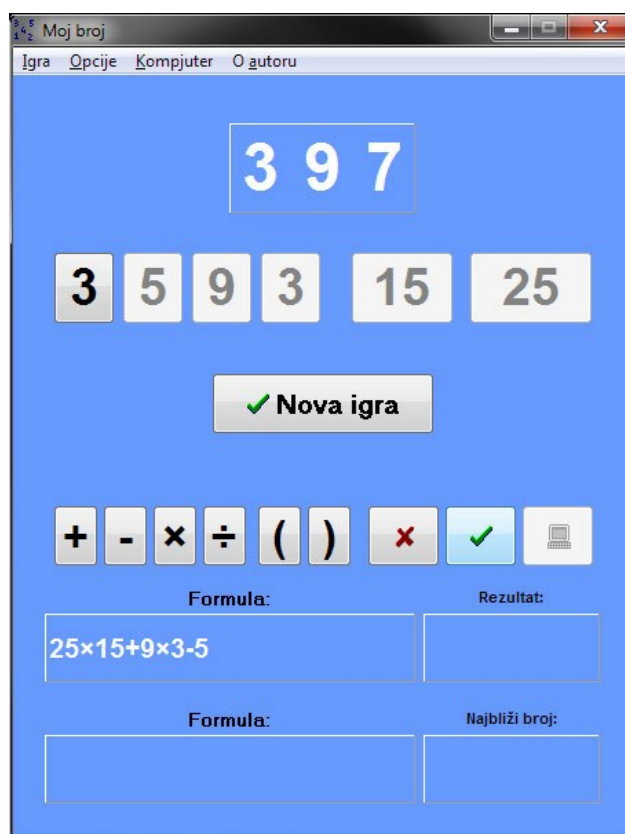 Moj broj
Igra Opcije Kompjuter O autoru
3 9 7
3 5 9 3 15 25
Nova igra
+ - × ÷ ( )
Formula: Rezultat:
25×15+9×3-5
Formula: Najbliži broj: